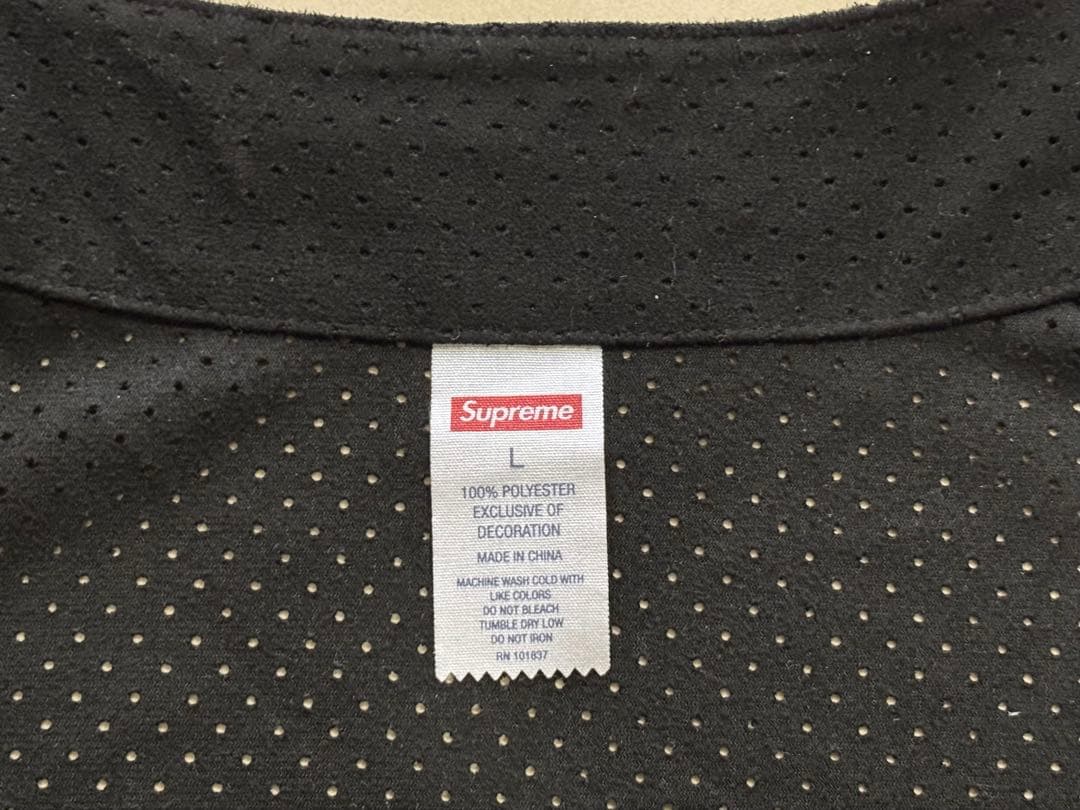 Supreme
L
100% POLYESTER
EXCLUSIVE OF
DECORATION
MADE IN CHINA
MACHINE WASH COLD WITH
LIKE COLORS
DO NOT BLEACH
TUMBLE DRY LOW
DO NOT IRON
RN 101837